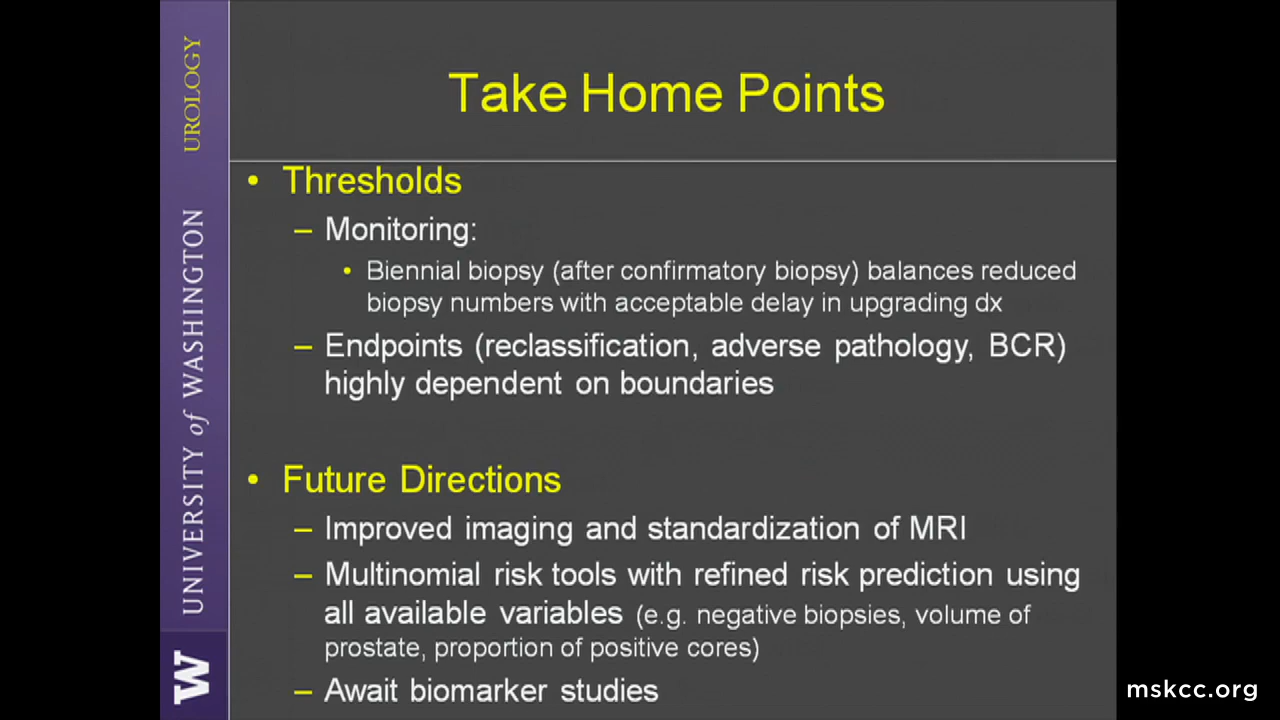 UROLOGY
UNIVERSITY of WASHINGTON
W
Take Home Points
• Thresholds
– Monitoring:
• Biennial biopsy (after confirmatory biopsy) balances reduced
biopsy numbers with acceptable delay in upgrading dx
– Endpoints (reclassification, adverse pathology, BCR)
highly dependent on boundaries
• Future Directions
– Improved imaging and standardization of MRI
– Multinomial risk tools with refined risk prediction using
all available variables (e.g. negative biopsies, volume of
prostate, proportion of positive cores)
– Await biomarker studies
mskcc.org